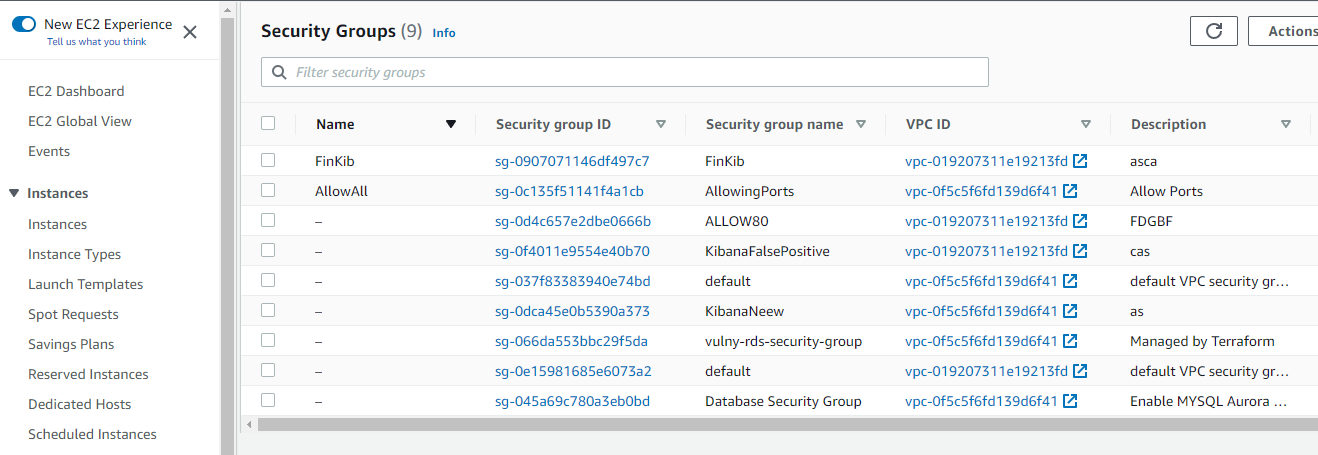 New EC2 Experience
Tell us what you think
EC2 Dashboard
EC2 Global View
Events
Instances
Instances
Instance Types
Launch Templates
Spot Requests
Savings Plans
Reserved Instances
Dedicated Hosts
Scheduled Instances
Security Groups (9) Info
Actions
Filter security groups
Name Security group ID Security group name VPC ID Description
FinKib sg-0907071146df497c7 FinKib vpc-019207311e19213fd asca
AllowAll sg-0c135f51141f4a1cb AllowingPorts vpc-0f5c5f6fd139d6f41 Allow Ports
– sg-0d4c657e2dbe0666b ALLOW80 vpc-019207311e19213fd FDGBF
– sg-0f4011e9554e40b70 KibanaFalsePositive vpc-019207311e19213fd cas
– sg-037f83383940e74bd default vpc-0f5c5f6fd139d6f41 default VPC security gr...
– sg-0dca45e0b5390a373 KibanaNeew vpc-0f5c5f6fd139d6f41 as
– sg-066da553bbc29f5da vulny-rds-security-group vpc-0f5c5f6fd139d6f41 Managed by Terraform
– sg-0e15981685e6073a2 default vpc-019207311e19213fd default VPC security gr...
– sg-045a69c780a3eb0bd Database Security Group vpc-0f5c5f6fd139d6f41 Enable MYSQL Aurora ...